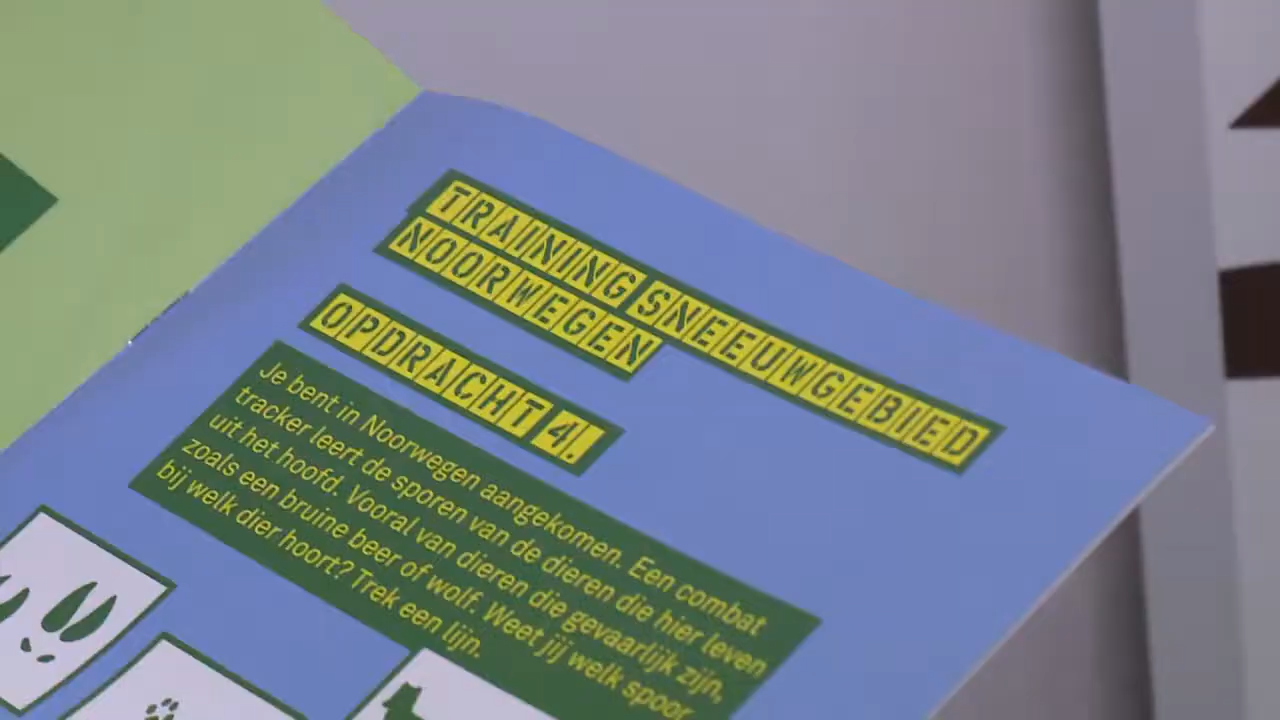 TRAINING SNEEUWGEBIED
NOORWEGEN
OPDRACHT 4.
Je bent in Noorwegen aangekomen. Een combat
tracker leert de sporen van de dieren die hier leven
uit het hoofd. Vooral van dieren die gevaarlijk zijn,
zoals een bruine beer of wolf. Weet jij welk spoor
bij welk dier hoort? Trek een lijn.